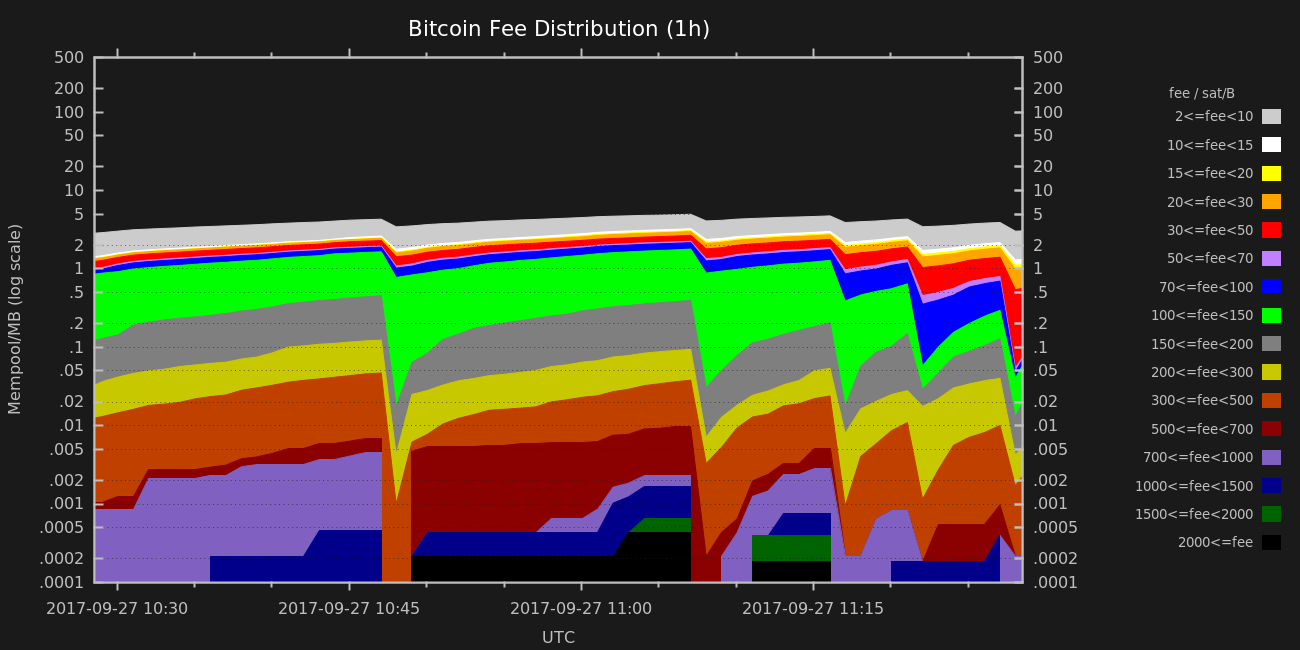 Bitcoin Fee Distribution (1h)
500 500
200 200
100 100
50 50
20 20
10 10
5 5
2 2
1 1
.5 .5
.2 .2
.1 .1
.05 .05
.02 .02
.01 .01
.005 .005
.002 .002
.001 .001
.0005 .0005
.0002 .0002
.0001 .0001
Mempool/MB (log scale)
2017-09-27 10:30 2017-09-27 10:45 2017-09-27 11:00 2017-09-27 11:15
UTC
fee / sat/B
2<=fee<10
10<=fee<15
15<=fee<20
20<=fee<30
30<=fee<50
50<=fee<70
70<=fee<100
100<=fee<150
150<=fee<200
200<=fee<300
300<=fee<500
500<=fee<700
700<=fee<1000
1000<=fee<1500
1500<=fee<2000
2000<=fee